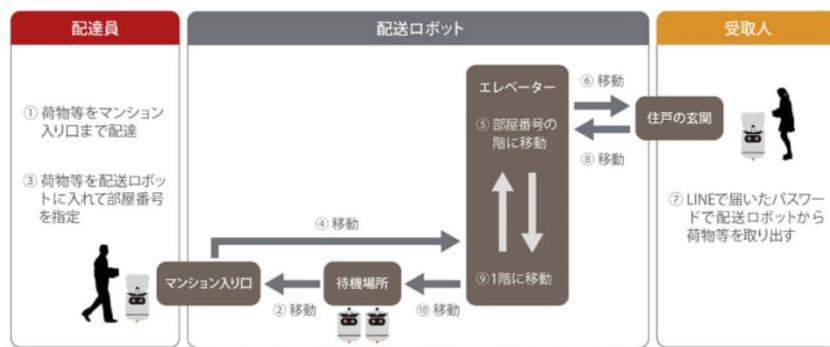 配達員
配送ロボット
受取人
① 荷物等をマンション
入り口まで配達
③ 荷物等を配送ロボッ
トに入れて部屋番号
を指定
マンション入り口
② 移動
待機場所
④ 移動
エレベーター
⑤ 部屋番号の
階に移動
⑨1階に移動
⑩ 移動
⑥ 移動
⑧ 移動
住戸の玄関
⑦ LINEで届いたパスワー
ドで配送ロボットから
荷物等を取り出す